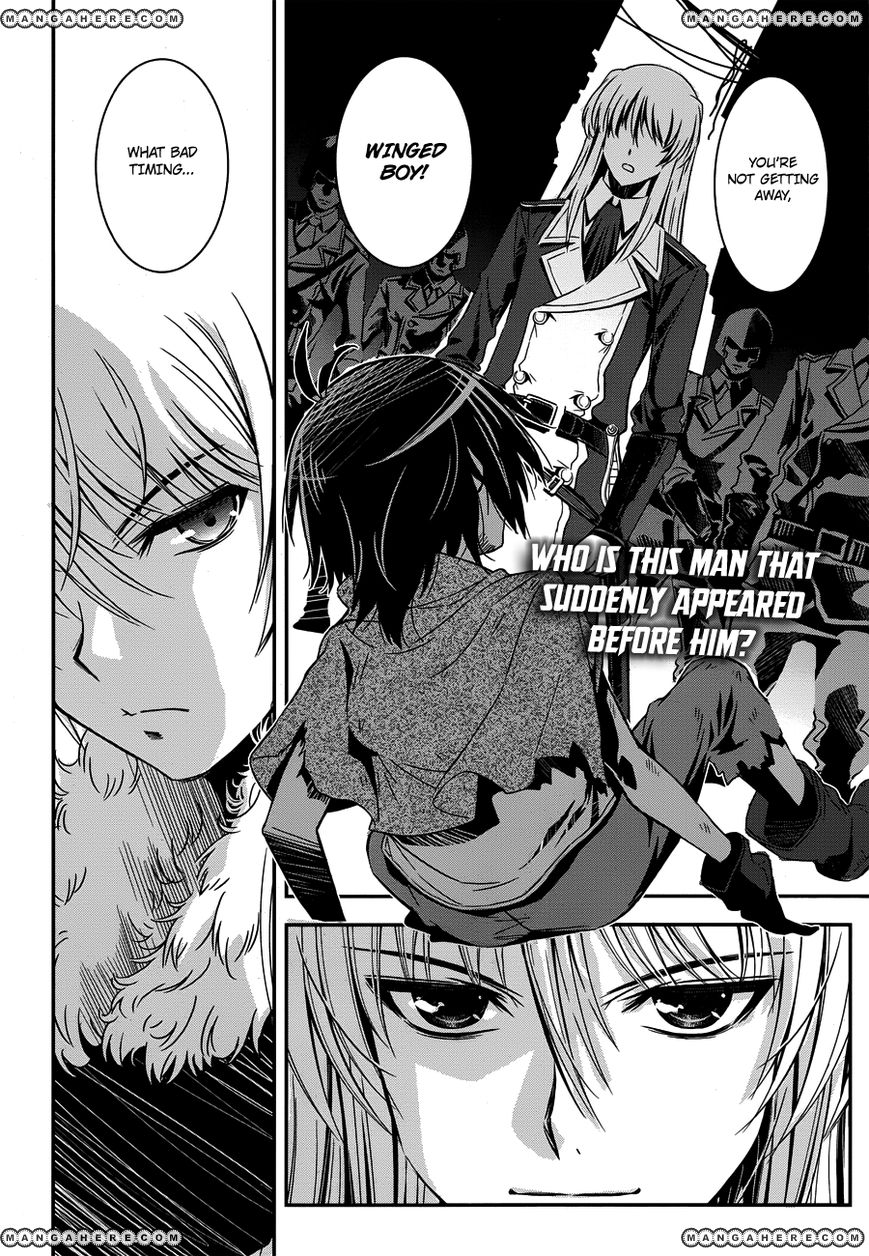 MANGAHERE.COM
MANGAHERE.COM
YOU'RE
NOT GETTING
AWAY,
WINGED
BOY!
WHO IS THIS MAN THAT
SUDDENLY APPEARED
BEFORE HIM?
WHAT BAD
TIMING...
MANGAHERE.COM
MANGAHERE.COM